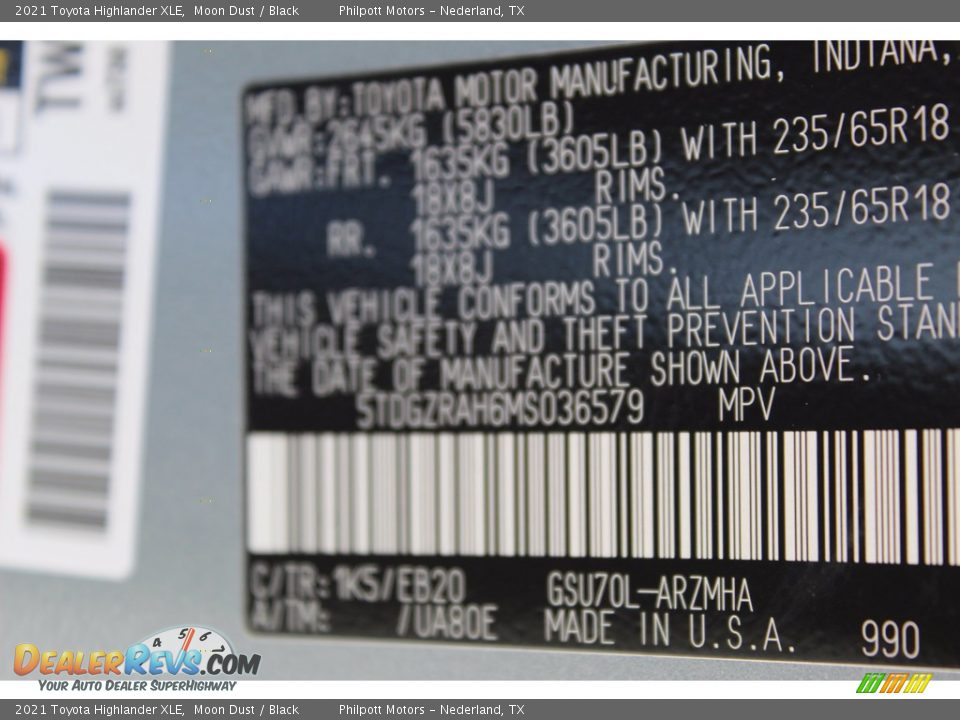 2021 Toyota Highlander XLE, Moon Dust / Black Philpott Motors - Nederland, TX
MFD.BY:TOYOTA MOTOR MANUFACTURING, INDIANA,
GVWR:2645KG (5830LB)
GAWR:FRT. 1635KG (3605LB) WITH 235/65R18
18X8J RIMS.
RR. 1635KG (3605LB) WITH 235/65R18
18X8J RIMS.
THIS VEHICLE CONFORMS TO ALL APPLICABLE
VEHICLE SAFETY AND THEFT PREVENTION STAN
THE DATE OF MANUFACTURE SHOWN ABOVE.
5TDGZRAH6MS036579 MPV
C/TR:1K5/EB20 GSU70L-ARZMHA
A/TM: /UA80E MADE IN U.S.A. 990
4 5 6
DEALERREVS.COM
YOUR AUTO DEALER SUPERHIGHWAY
2021 Toyota Highlander XLE, Moon Dust / Black Philpott Motors - Nederland, TX